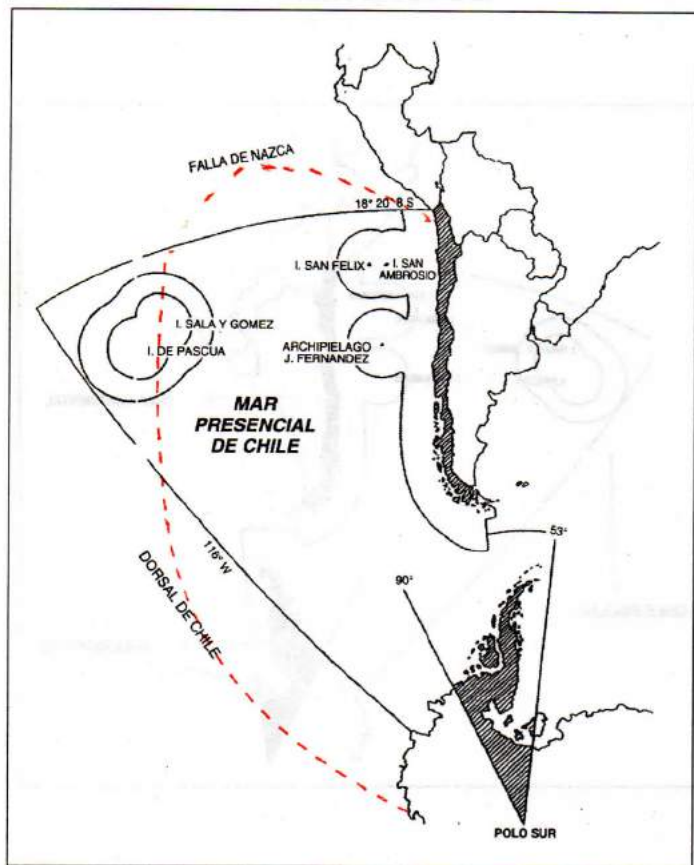 FALLA DE NAZCA
18° 20' 8 S
I. SAN FELIX
I. SAN
AMBROSIO
I. SALA Y GOMEZ
I. DE PASCUA
ARCHIPIELAGO
J. FERNANDEZ
MAR
PRESENCIAL
DE CHILE
116° W
DORSAL DE CHILE
53°
90°
POLO SUR